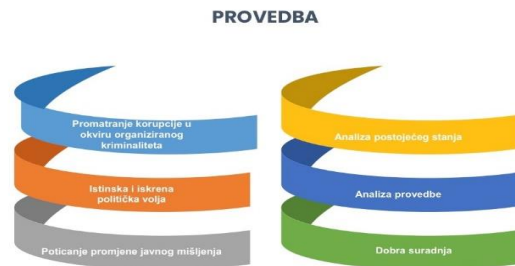 PROVEDBA
Promatranje korupcije u
okviru organiziranog
kriminaliteta
Istinska i iskrena
politička volja
Poticanje promjene javnog mišljenja
Analiza postojećeg stanja
Analiza provedbe
Dobra suradnja